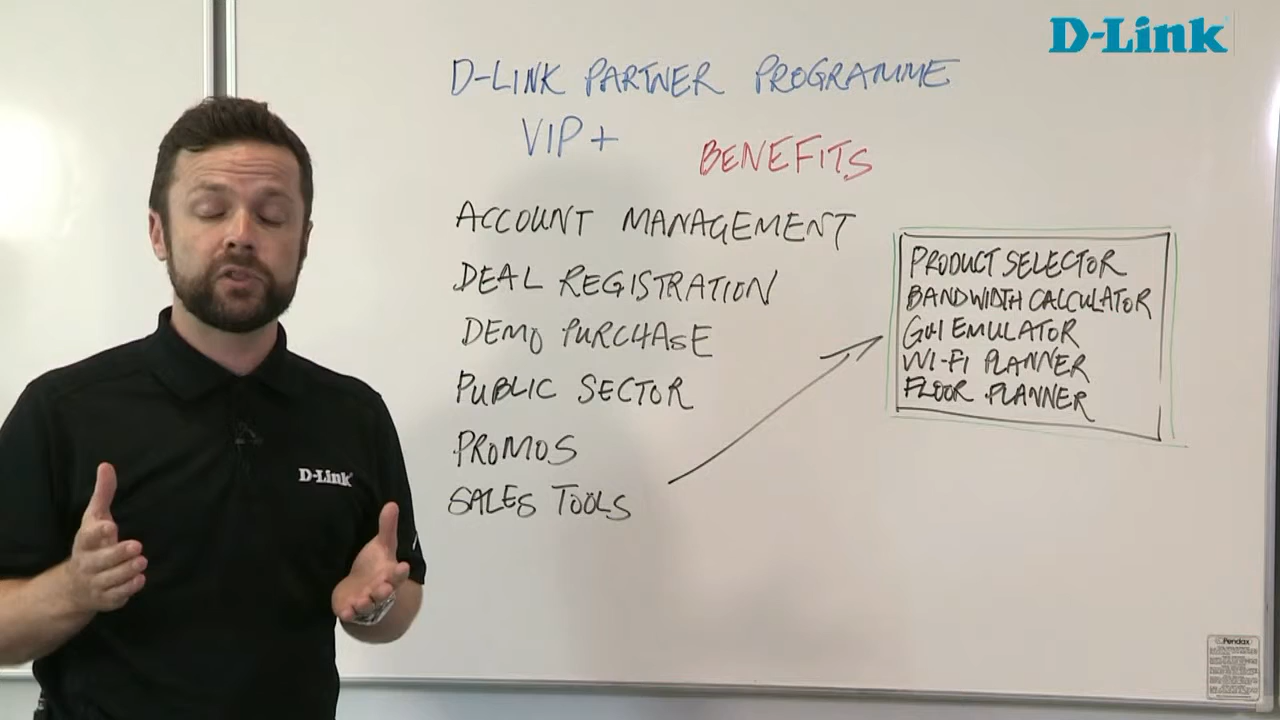 D-Link
D-LINK PARTNER PROGRAMME
VIP+
BENEFITS
ACCOUNT MANAGEMENT
DEAL REGISTRATION
DEMO PURCHASE
PUBLIC SECTOR
PROMOS
SALES TOOLS
PRODUCT SELECTOR
BANDWIDTH CALCULATOR
GUI EMULATOR
WI-FI PLANNER
FLOOR PLANNER
D-Link
Pendax